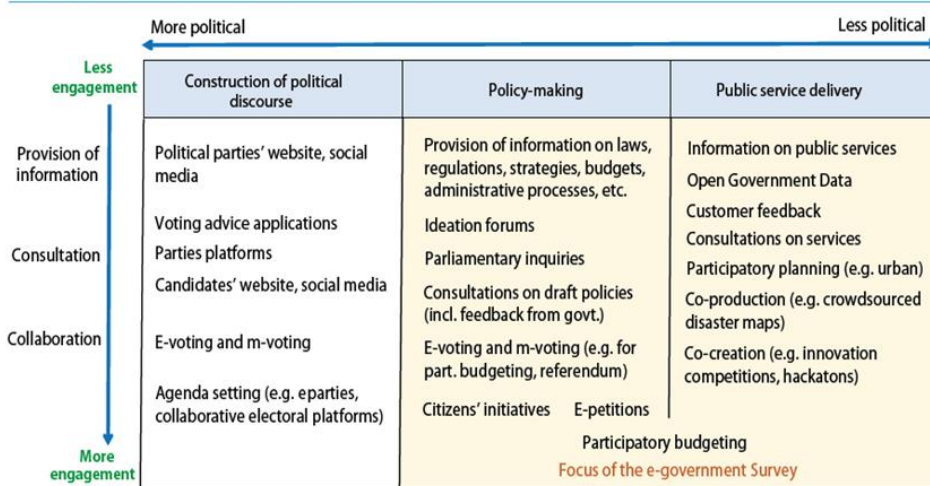 More political
Less political
Less
engagement
Construction of political
discourse
Policy-making
Public service delivery
Provision of
information
Political parties' website, social
media
Provision of information on laws,
regulations, strategies, budgets,
administrative processes, etc.
Information on public services
Open Government Data
Customer feedback
Voting advice applications
Ideation forums
Consultations on services
Consultation
Parties platforms
Parliamentary inquiries
Participatory planning (e.g. urban)
Candidates' website, social media
Consultations on draft policies
(incl. feedback from govt.)
Co-production (e.g. crowdsourced
disaster maps)
Collaboration
E-voting and m-voting
E-voting and m-voting (e.g. for
part. budgeting, referendum)
Co-creation (e.g. innovation
competitions, hackatons)
Agenda setting (e.g. eparties,
collaborative electoral platforms)
Citizens' initiatives E-petitions
Participatory budgeting
More
engagement
Focus of the e-government Survey